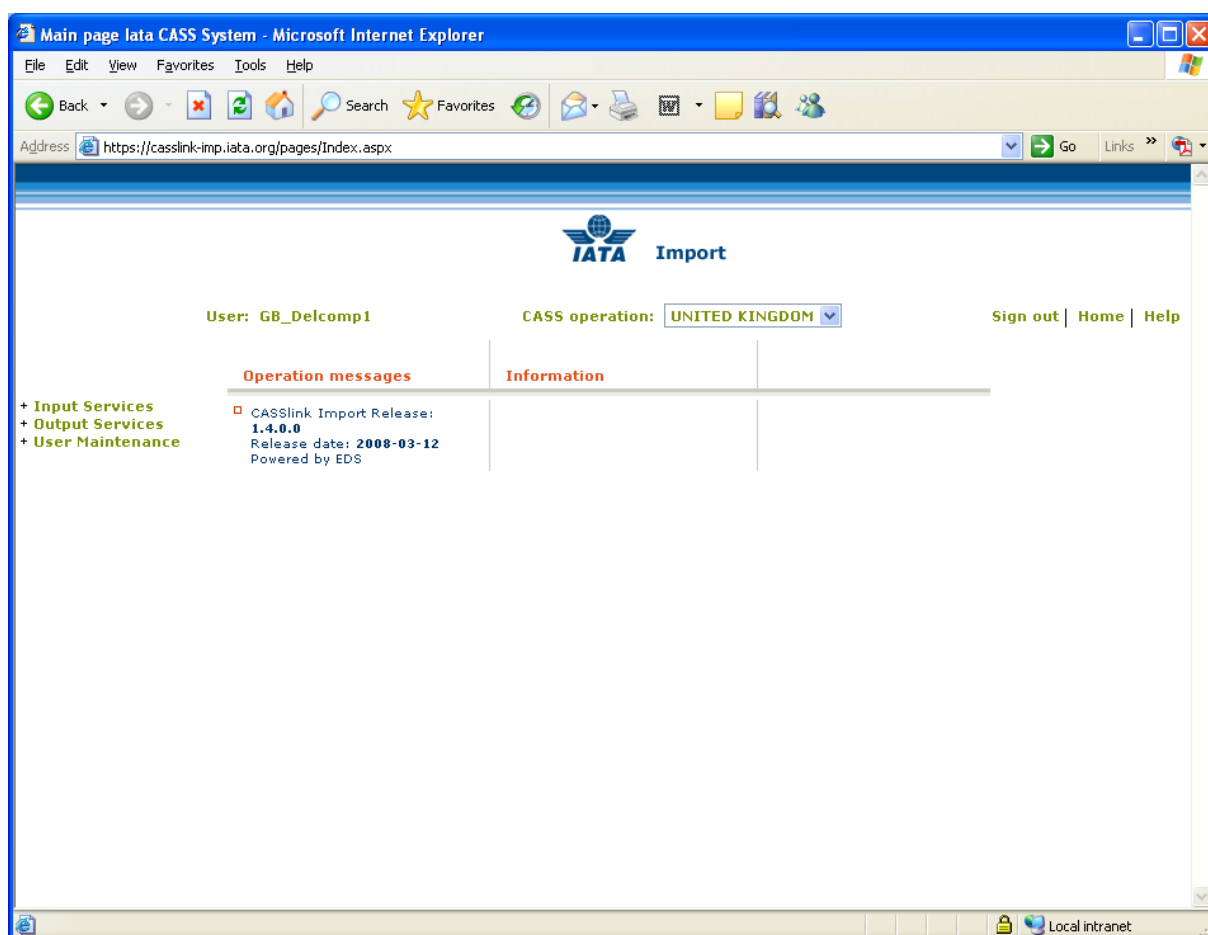 Main page Iata CASS System - Microsoft Internet Explorer
File Edit View Favorites Tools Help
Back Search Favorites
Address https://casslink-imp.iata.org/pages/Index.aspx Go Links »
IATA Import
User: GB_Delcomp1 CASS operation: UNITED KINGDOM Sign out | Home | Help
Operation messages Information
+ Input Services
+ Output Services
+ User Maintenance
CASSlink Import Release:
1.4.0.0
Release date: 2008-03-12
Powered by EDS
Local intranet